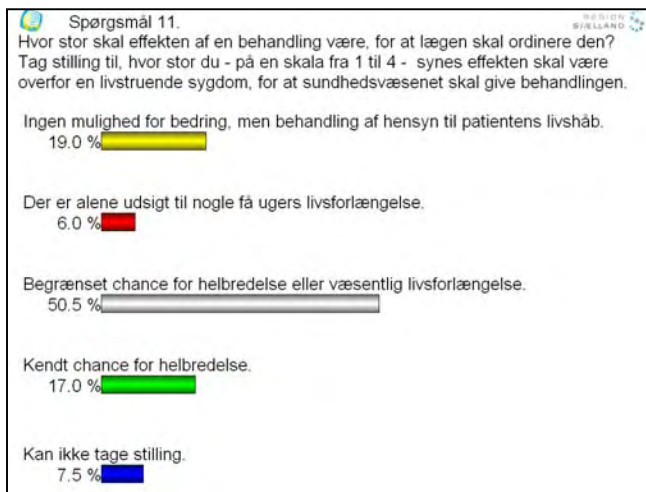 Spørgsmål 11.
REGION
SJÆLLAND
Hvor stor skal effekten af en behandling være, for at lægen skal ordinere den?
Tag stilling til, hvor stor du - på en skala fra 1 til 4 - synes effekten skal være
overfor en livstruende sygdom, for at sundhedsvæsenet skal give behandlingen.
Ingen mulighed for bedring, men behandling af hensyn til patientens livshåb.
19.0 %
Der er alene udsigt til nogle få ugers livsforlængelse.
6.0 %
Begrænset chance for helbredelse eller væsentlig livsforlængelse.
50.5 %
Kendt chance for helbredelse.
17.0 %
Kan ikke tage stilling.
7.5 %